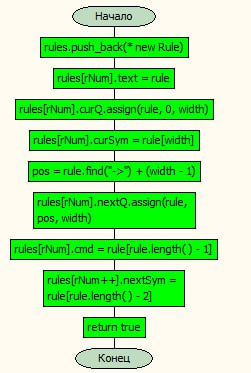 Начало
rules.push_back(* new Rule)
rules[rNum].text = rule
rules[rNum].curQ.assign(rule, 0, width)
rules[rNum].curSym = rule[width]
pos = rule.find("->") + (width - 1)
rules[rNum].nextQ.assign(rule,
pos, width)
rules[rNum].cmd = rule[rule.length( ) - 1]
rules[rNum++].nextSym =
rule[rule.length( ) - 2]
return true
Конец